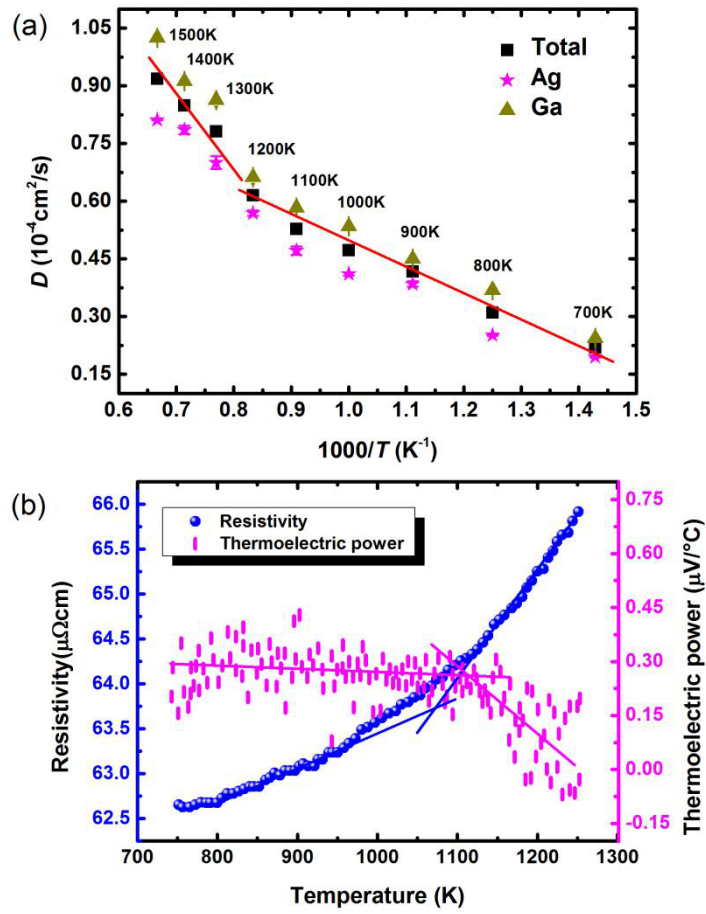 (a)
1.05
0.90
0.75
0.60
0.45
0.30
0.15
D (10⁻⁴cm²/s)
1500K
1400K
1300K
1200K
1100K
1000K
900K
800K
700K
Total
Ag
Ga
0.6 0.7 0.8 0.9 1.0 1.1 1.2 1.3 1.4 1.5
1000/T (K⁻¹)
(b)
66.0
65.5
65.0
64.5
64.0
63.5
63.0
62.5
Resistivity(μΩcm)
Resistivity
Thermoelectric power
0.75
0.60
0.45
0.30
0.15
0.00
-0.15
Thermoelectric power (μV/°C)
700 800 900 1000 1100 1200 1300
Temperature (K)